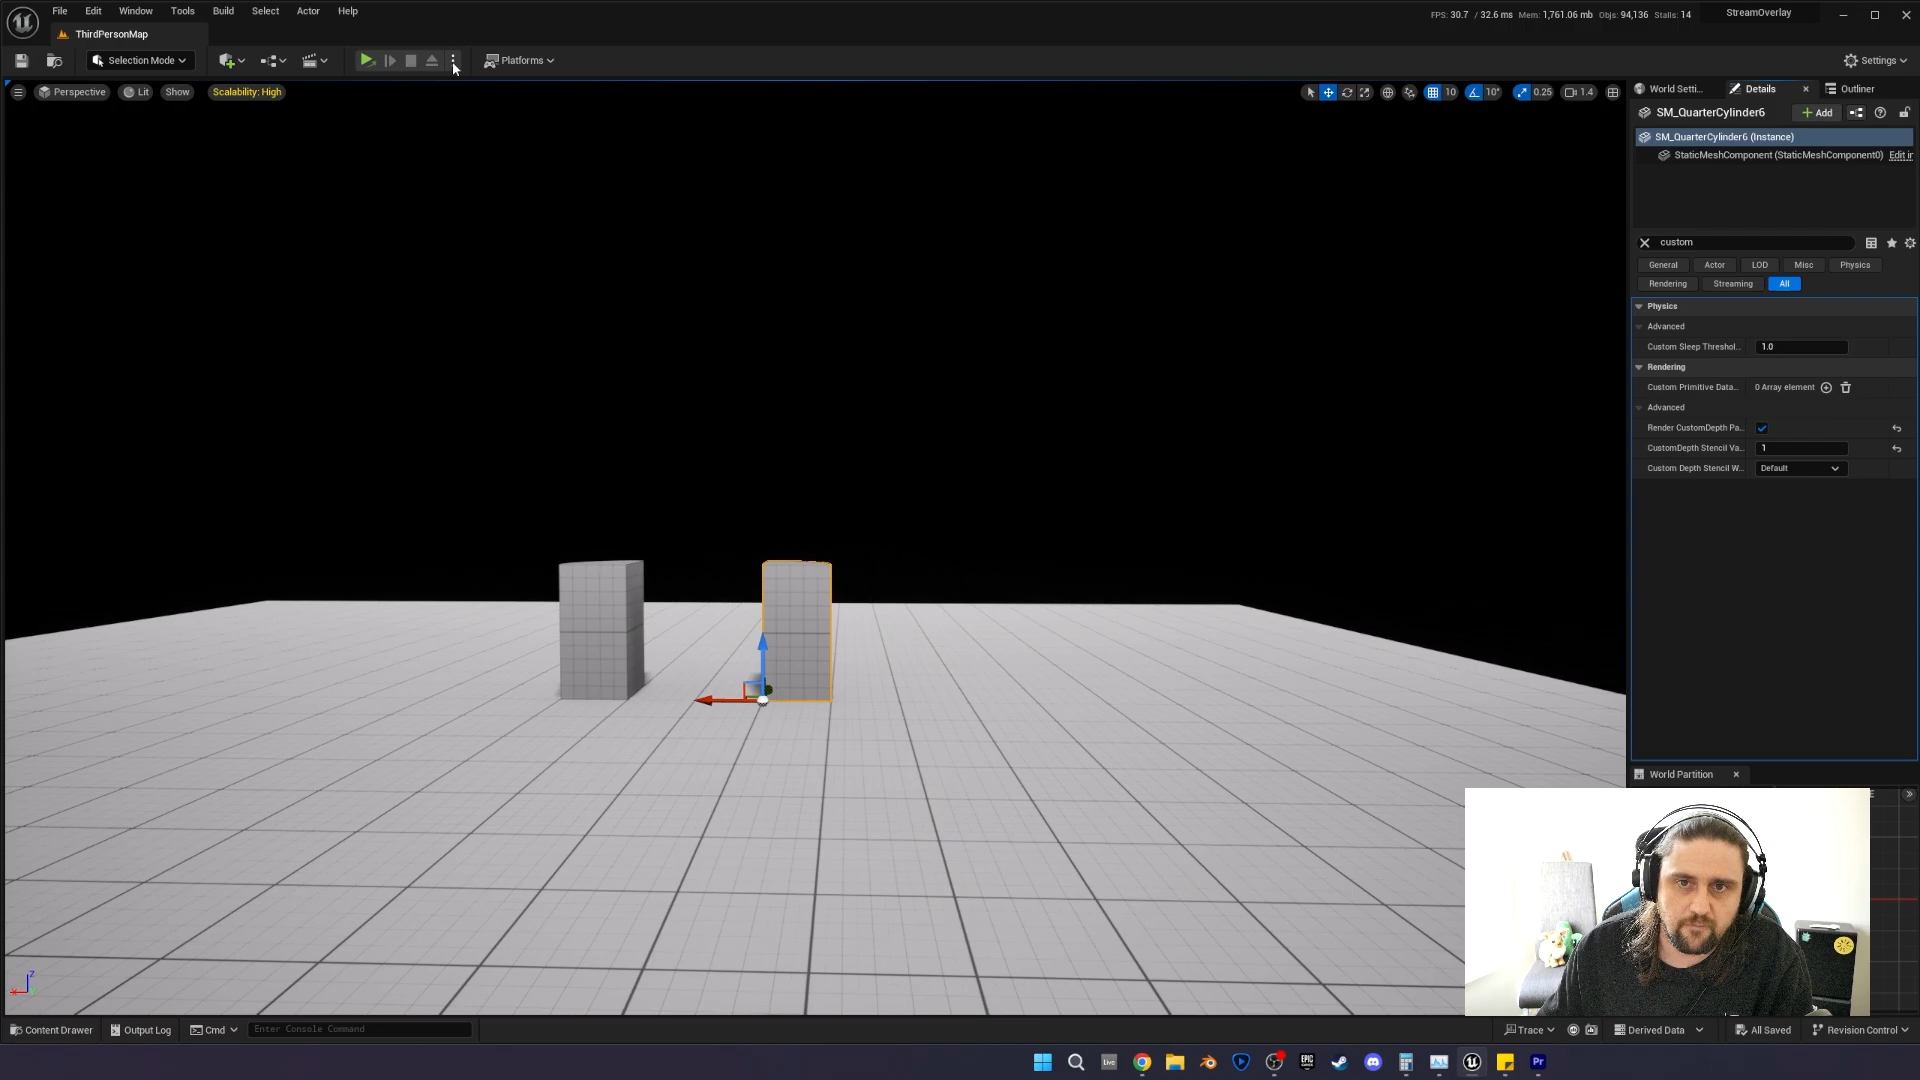 File Edit Window Tools Build Select Actor Help
FPS: 30.7 / 32.6 ms Mem: 1,761.06 mb Objs: 94,136 Stalls: 14
StreamOverlay
ThirdPersonMap
Selection Mode
Platforms
Settings
Perspective Lit Show Scalability: High
10 10° 0.25 1.4
World Setti... Details Outliner
SM_QuarterCylinder6
Add
SM_QuarterCylinder6 (Instance)
StaticMeshComponent (StaticMeshComponent0) Edit in
custom
General Actor LOD Misc Physics
Rendering Streaming All
Physics
Advanced
Custom Sleep Threshol.. 1.0
Rendering
Custom Primitive Data... 0 Array element
Advanced
Render CustomDepth Pa..
CustomDepth Stencil Va... 1
Custom Depth Stencil W... Default
World Partition
Z
X
Content Drawer Output Log Cmd Enter Console Command
Trace Derived Data All Saved Revision Control
Live
EPIC
Pr